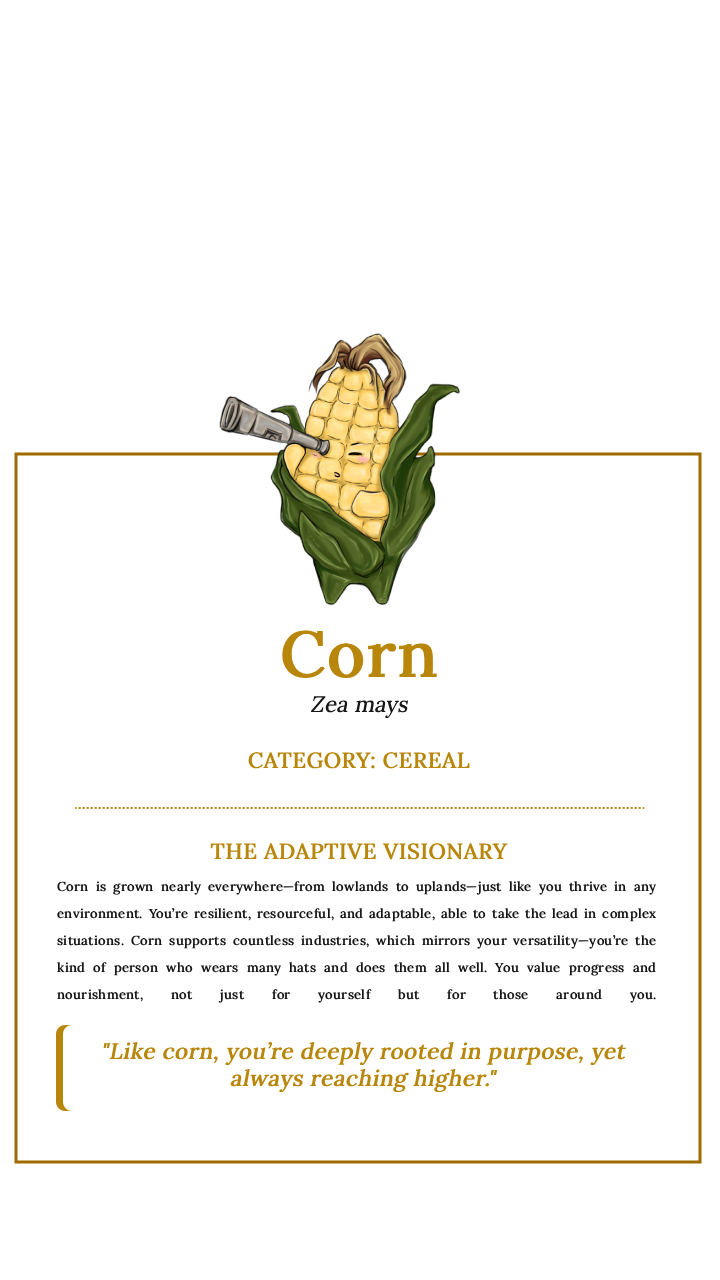 Corn
Zea mays
CATEGORY: CEREAL
THE ADAPTIVE VISIONARY
Corn is grown nearly everywhere—from lowlands to uplands—just like you thrive in any
environment. You’re resilient, resourceful, and adaptable, able to take the lead in complex
situations. Corn supports countless industries, which mirrors your versatility—you’re the
kind of person who wears many hats and does them all well. You value progress and
nourishment, not just for yourself but for those around you.
"Like corn, you’re deeply rooted in purpose, yet
always reaching higher."